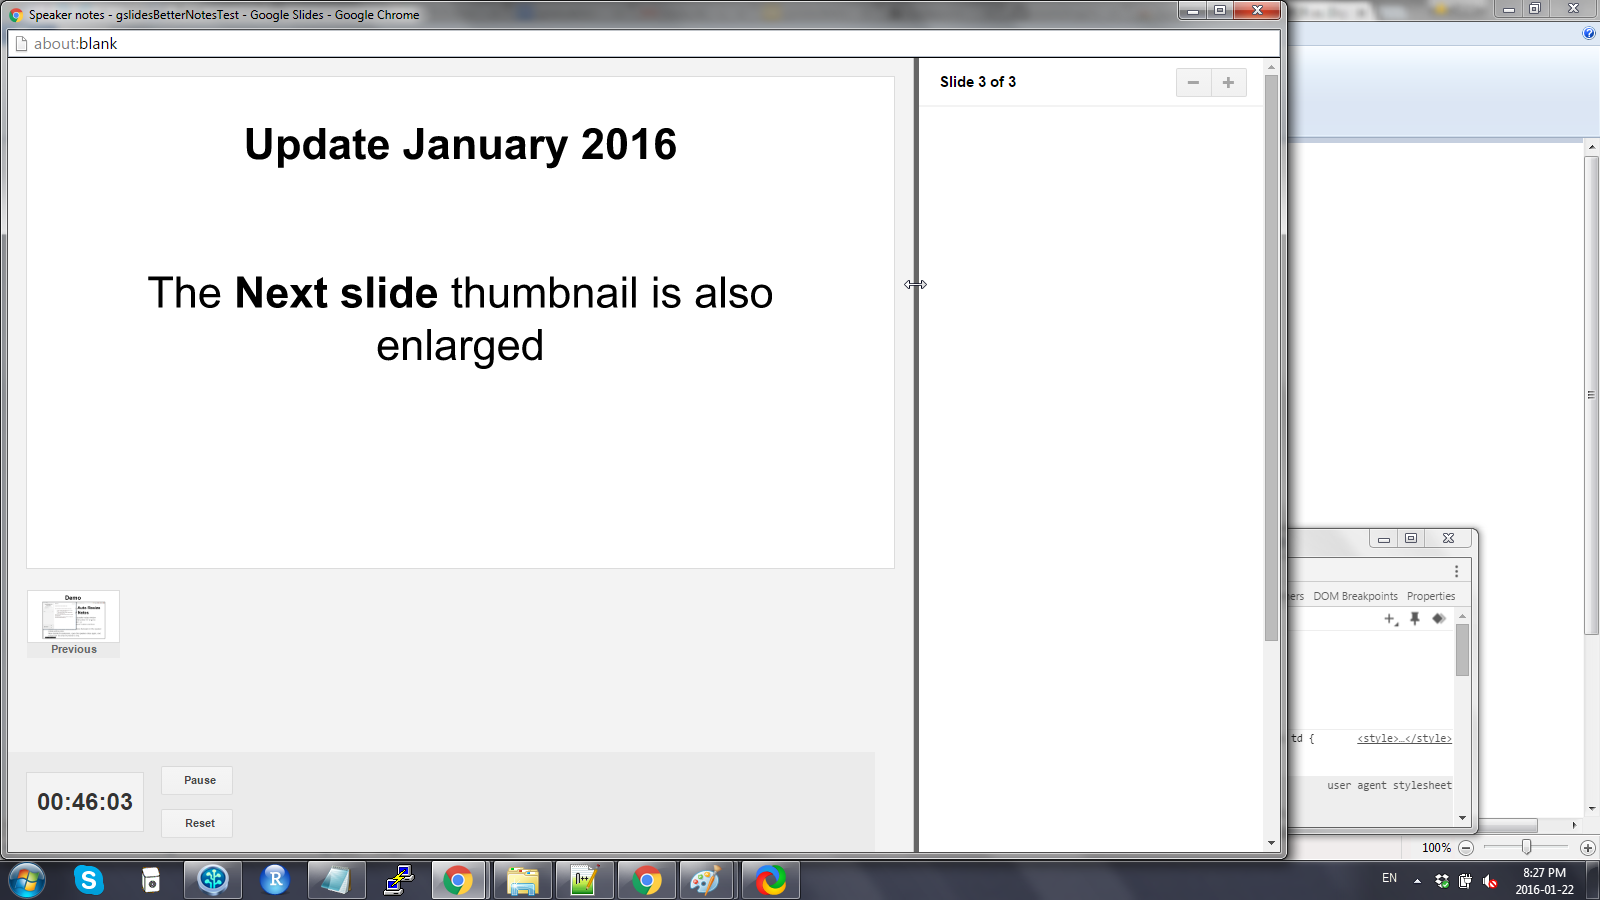 Speaker notes - gslidesBetterNotesTest - Google Slides - Google Chrome
about:blank
Update January 2016
The Next slide thumbnail is also
enlarged
Slide 3 of 3
Demo
Auto Resize
Notes
Previous
00:46:03
Pause
Reset
ers DOM Breakpoints Properties
td { <style>…</style>
user agent stylesheet
100%
EN
8:27 PM
2016-01-22